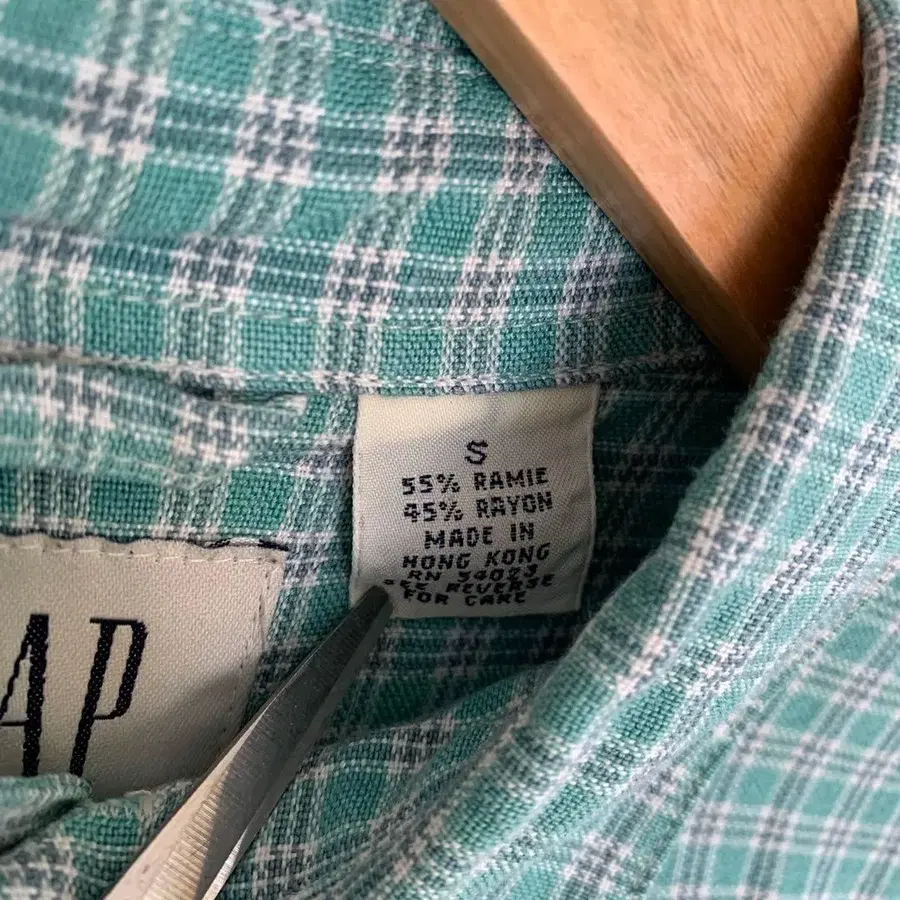 S
55% RAMIE
45% RAYON
MADE IN
HONG KONG
RN 54023
SEE REVERSE
FOR CARE
AP